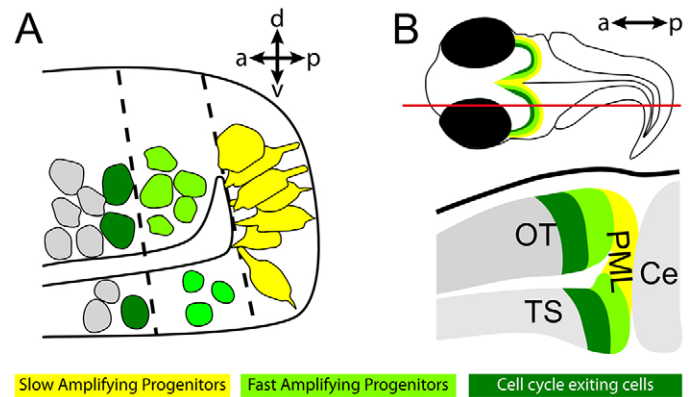 A
d
a p
v
B
a p
OT
PML
Ce
TS
Slow Amplifying Progenitors
Fast Amplifying Progenitors
Cell cycle exiting cells